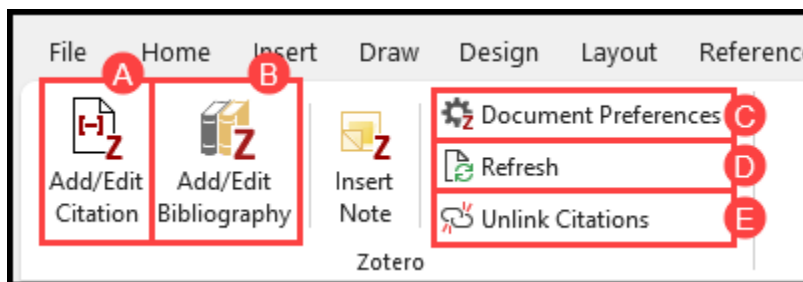 File Home Insert Draw Design Layout Referenc
A B
Z Z Z Z Document Preferences C
Refresh D
Add/Edit Add/Edit Insert
Citation Bibliography Note Unlink Citations E
Zotero